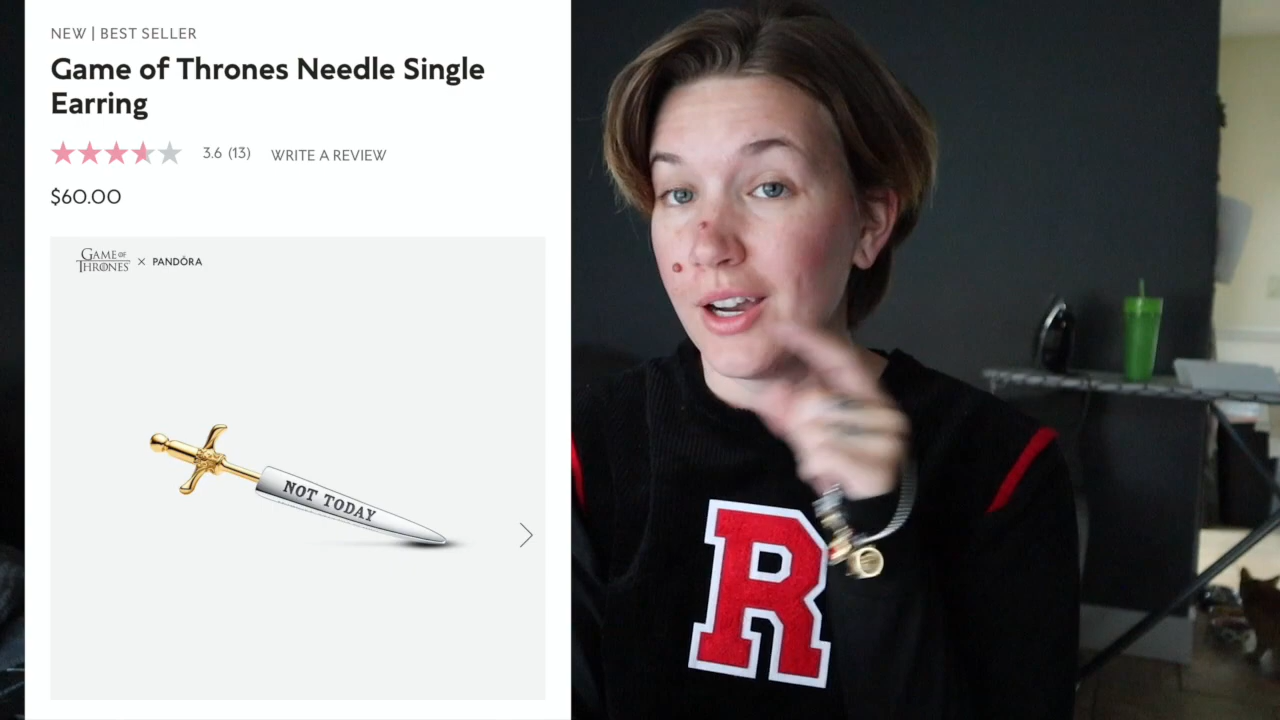 NEW | BEST SELLER
Game of Thrones Needle Single
Earring
3.6 (13) WRITE A REVIEW
$60.00
GAME OF
THRONES
X PANDÓRA
NOT TODAY
R